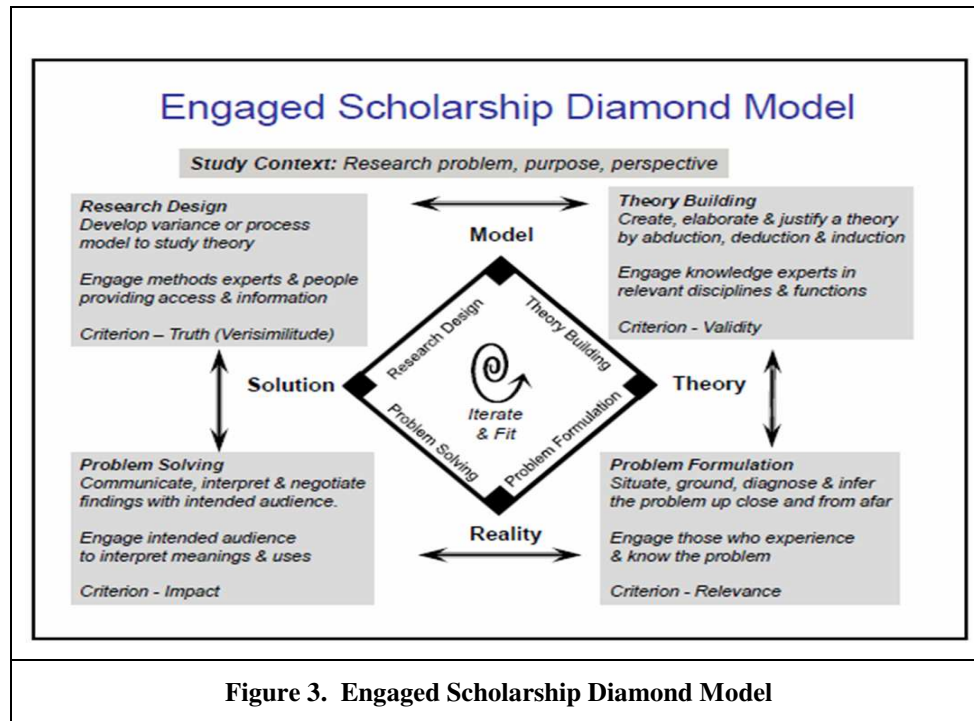 Engaged Scholarship Diamond Model
Study Context: Research problem, purpose, perspective
Research Design
Develop variance or process
model to study theory
Engage methods experts & people
providing access & information
Criterion – Truth (Verisimilitude)
Model
Theory Building
Create, elaborate & justify a theory
by abduction, deduction & induction
Engage knowledge experts in
relevant disciplines & functions
Criterion - Validity
Research Design
Theory Building
Solution
Iterate
& Fit
Theory
Problem Solving
Problem Formulation
Problem Solving
Communicate, interpret & negotiate
findings with intended audience.
Engage intended audience
to interpret meanings & uses
Criterion - Impact
Reality
Problem Formulation
Situate, ground, diagnose & infer
the problem up close and from afar
Engage those who experience
& know the problem
Criterion - Relevance
Figure 3. Engaged Scholarship Diamond Model